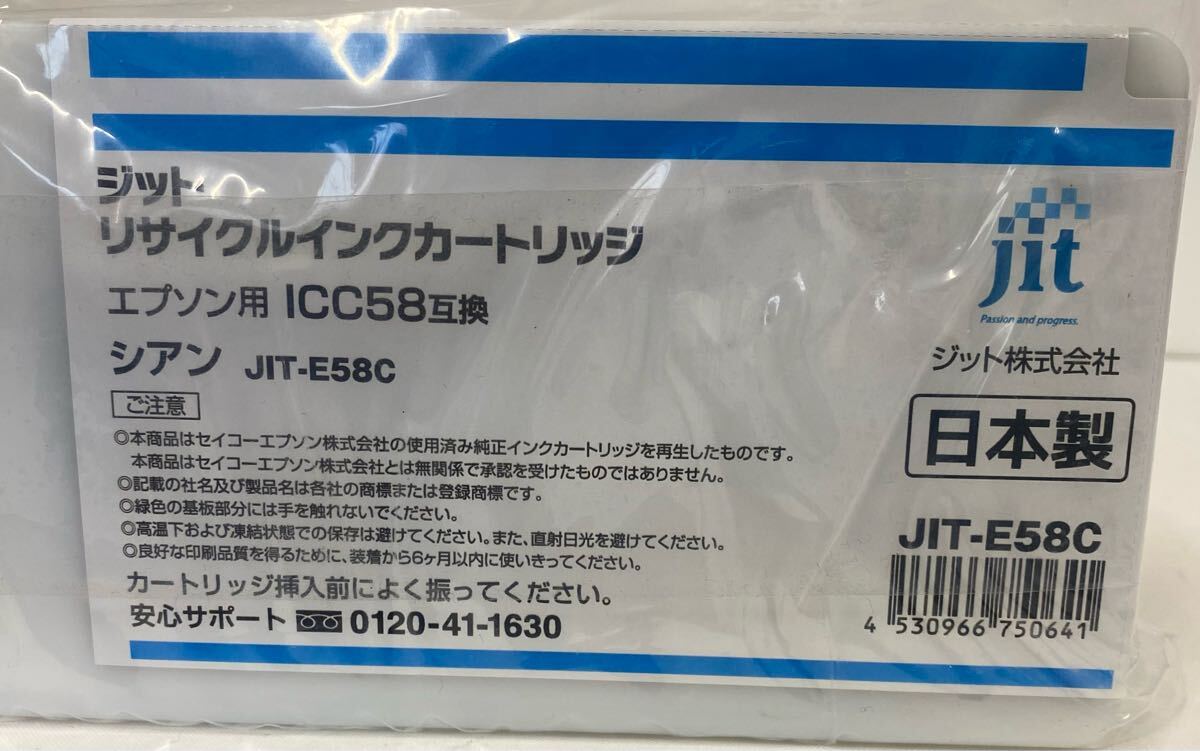 ジット
リサイクルインクカートリッジ
エプソン用 ICC58互換
シアン JIT-E58C
ご注意
◎本商品はセイコーエプソン株式会社の使用済み純正インクカートリッジを再生したものです。
本商品はセイコーエプソン株式会社とは無関係で承認を受けたものではありません。
◎記載の社名及び製品名は各社の商標または登録商標です。
◎緑色の基板部分には手を触れないでください。
◎高温下および凍結状態での保存は避けてください。また、直射日光を避けてください。
◎良好な印刷品質を得るために、装着から6ヶ月以内に使いきってください。
カートリッジ挿入前によく振ってください。
安心サポート 0120-41-1630
jit
Passion and progress.
ジット株式会社
日本製
JIT-E58C
4 530966 750641